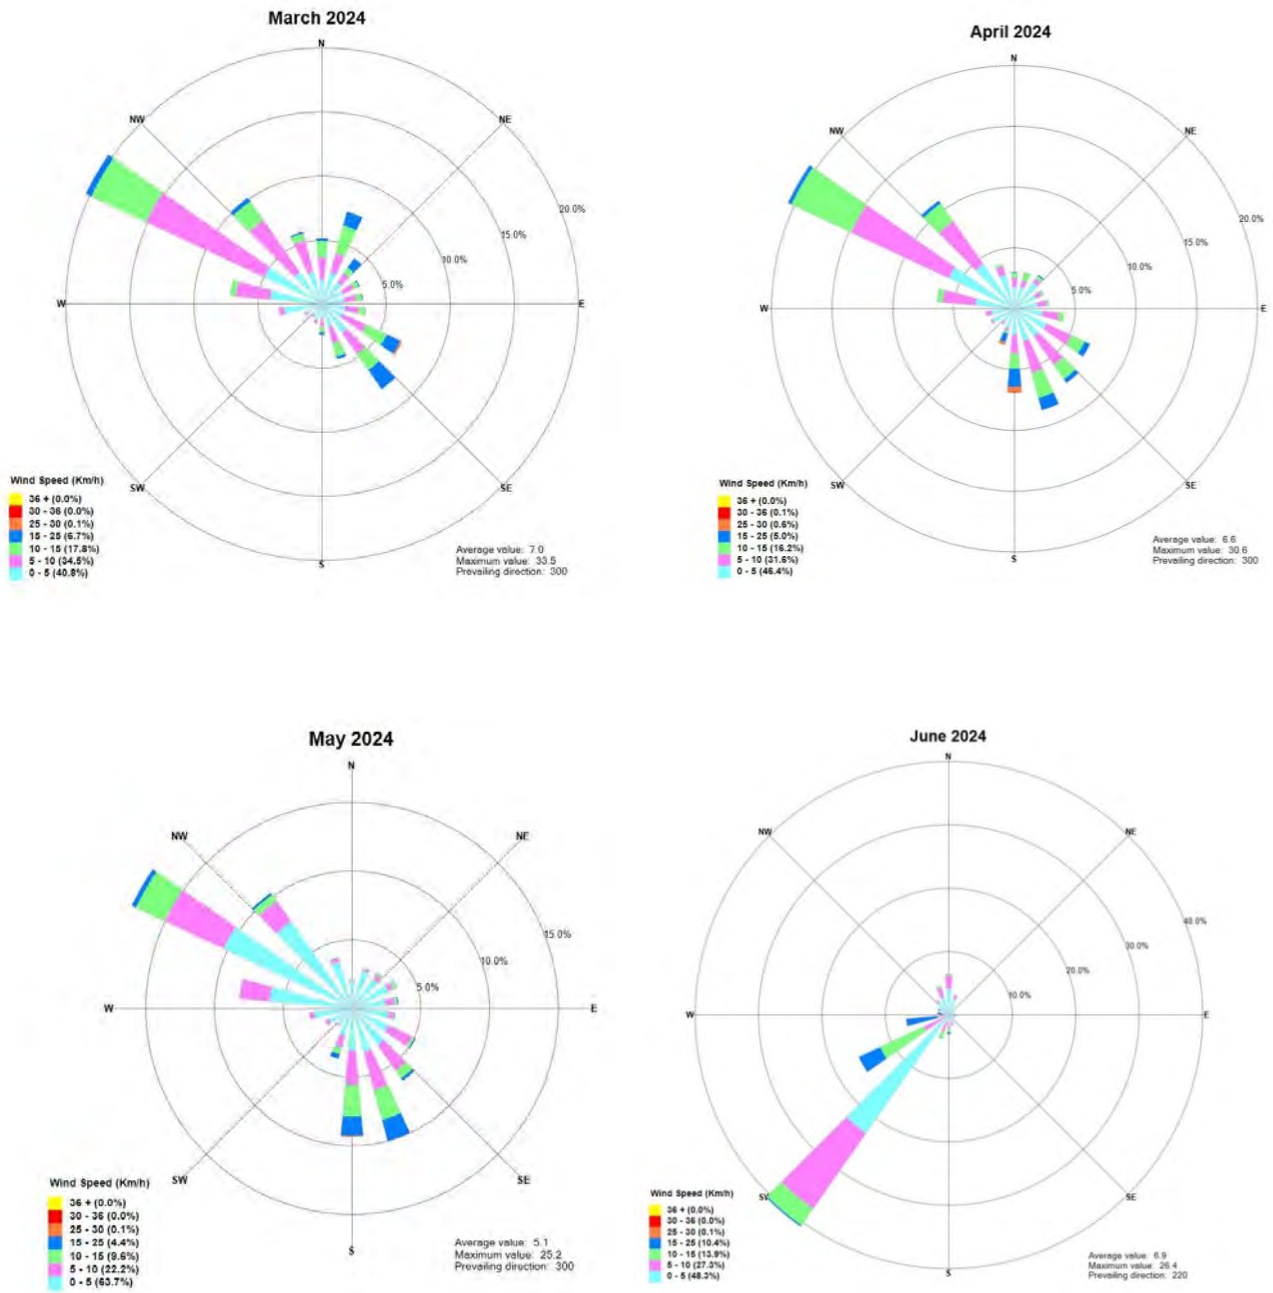 March 2024
N
NW
NE
20.0%
15.0%
10.0%
5.0%
W
E
SW
SE
S
Wind Speed (Km/h)
36 + (0.0%)
30 - 36 (0.0%)
25 - 30 (0.1%)
15 - 25 (6.7%)
10 - 15 (17.8%)
5 - 10 (34.5%)
0 - 5 (40.8%)
Average value: 7.0
Maximum value: 33.5
Prevailing direction: 300
April 2024
N
NW
NE
20.0%
15.0%
10.0%
5.0%
W
E
SW
SE
S
Wind Speed (Km/h)
36 + (0.0%)
30 - 36 (0.1%)
25 - 30 (0.6%)
15 - 25 (5.0%)
10 - 15 (16.2%)
5 - 10 (31.6%)
0 - 5 (46.4%)
Average value: 6.6
Maximum value: 30.6
Prevailing direction: 300
May 2024
N
NW
NE
15.0%
10.0%
5.0%
W
E
SW
SE
S
Wind Speed (Km/h)
36 + (0.0%)
30 - 36 (0.0%)
25 - 30 (0.1%)
15 - 25 (4.4%)
10 - 15 (9.6%)
5 - 10 (22.2%)
0 - 5 (63.7%)
Average value: 5.1
Maximum value: 25.2
Prevailing direction: 300
June 2024
N
NW
NE
40.0%
30.0%
20.0%
10.0%
W
E
SW
SE
S
Wind Speed (Km/h)
36 + (0.0%)
30 - 36 (0.0%)
25 - 30 (0.1%)
15 - 25 (10.4%)
10 - 15 (13.9%)
5 - 10 (27.3%)
0 - 5 (48.3%)
Average value: 6.9
Maximum value: 26.4
Prevailing direction: 220